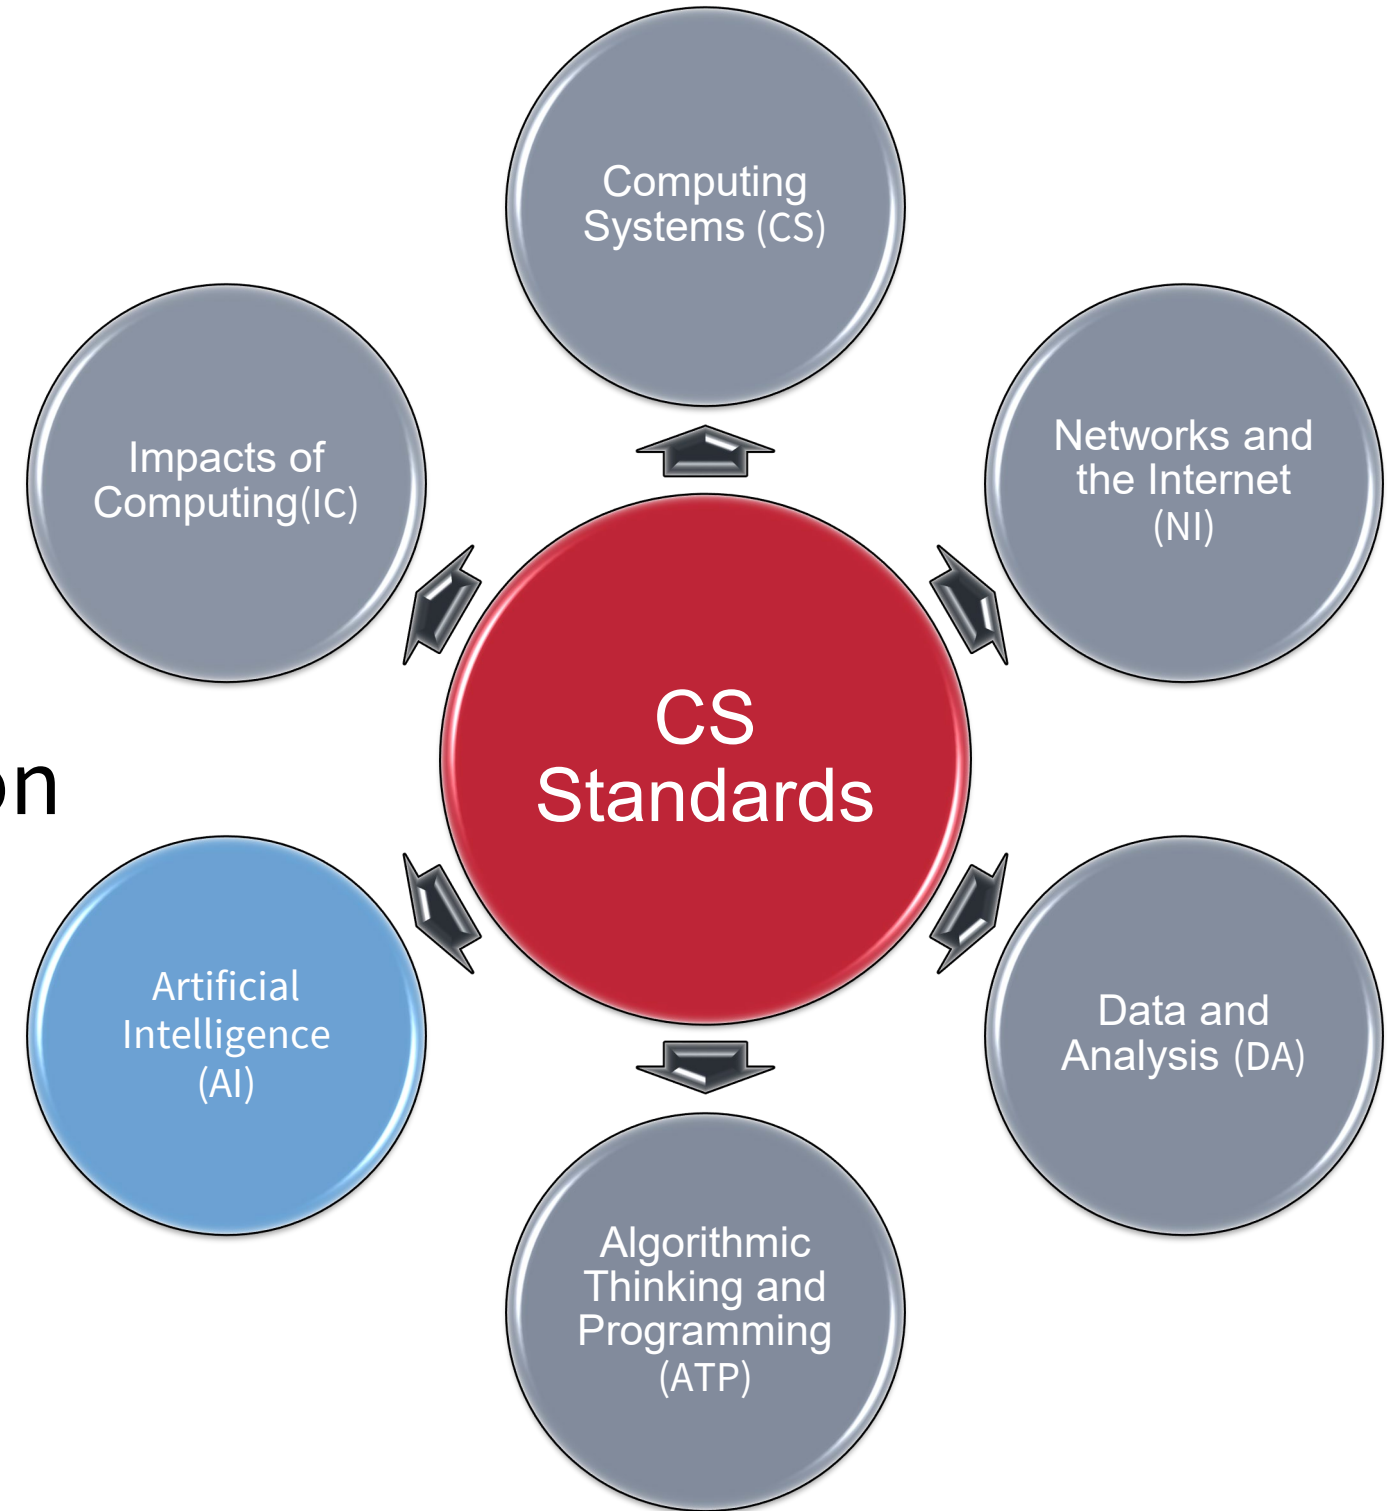 Computing
Systems (CS)
Networks and
the Internet
(NI)
Impacts of
Computing(IC)
CS
Standards
on
Artificial
Intelligence
(AI)
Data and
Analysis (DA)
Algorithmic
Thinking and
Programming
(ATP)